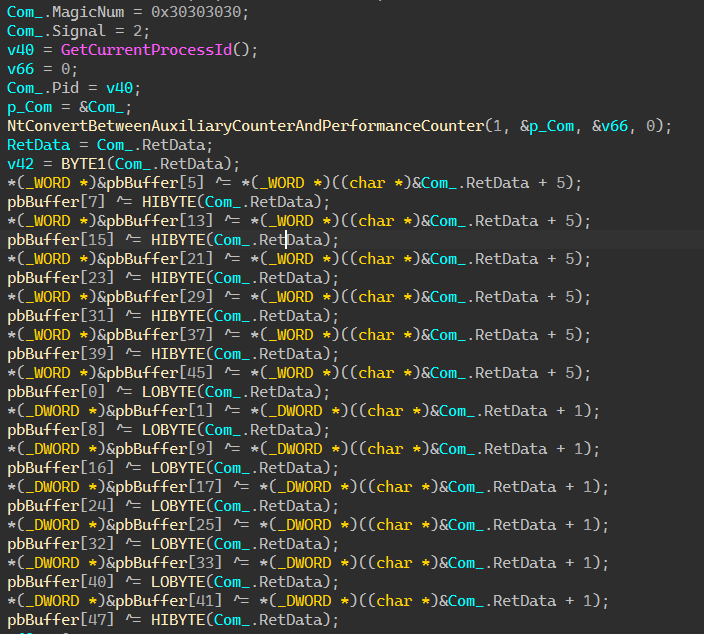 Com_.MagicNum = 0x30303030;
Com_.Signal = 2;
v40 = GetCurrentProcessId();
v66 = 0;
Com_.Pid = v40;
p_Com = &Com_;
NtConvertBetweenAuxiliaryCounterAndPerformanceCounter(1, &p_Com, &v66, 0);
RetData = Com_.RetData;
v42 = BYTE1(Com_.RetData);
*(_WORD *)&pbBuffer[5] ^= *(_WORD *)((char *)&Com_.RetData + 5);
pbBuffer[7] ^= HIBYTE(Com_.RetData);
*(_WORD *)&pbBuffer[13] ^= *(_WORD *)((char *)&Com_.RetData + 5);
pbBuffer[15] ^= HIBYTE(Com_.RetData);
*(_WORD *)&pbBuffer[21] ^= *(_WORD *)((char *)&Com_.RetData + 5);
pbBuffer[23] ^= HIBYTE(Com_.RetData);
*(_WORD *)&pbBuffer[29] ^= *(_WORD *)((char *)&Com_.RetData + 5);
pbBuffer[31] ^= HIBYTE(Com_.RetData);
*(_WORD *)&pbBuffer[37] ^= *(_WORD *)((char *)&Com_.RetData + 5);
pbBuffer[39] ^= HIBYTE(Com_.RetData);
*(_WORD *)&pbBuffer[45] ^= *(_WORD *)((char *)&Com_.RetData + 5);
pbBuffer[0] ^= LOBYTE(Com_.RetData);
*(_DWORD *)&pbBuffer[1] ^= *(_DWORD *)((char *)&Com_.RetData + 1);
pbBuffer[8] ^= LOBYTE(Com_.RetData);
*(_DWORD *)&pbBuffer[9] ^= *(_DWORD *)((char *)&Com_.RetData + 1);
pbBuffer[16] ^= LOBYTE(Com_.RetData);
*(_DWORD *)&pbBuffer[17] ^= *(_DWORD *)((char *)&Com_.RetData + 1);
pbBuffer[24] ^= LOBYTE(Com_.RetData);
*(_DWORD *)&pbBuffer[25] ^= *(_DWORD *)((char *)&Com_.RetData + 1);
pbBuffer[32] ^= LOBYTE(Com_.RetData);
*(_DWORD *)&pbBuffer[33] ^= *(_DWORD *)((char *)&Com_.RetData + 1);
pbBuffer[40] ^= LOBYTE(Com_.RetData);
*(_DWORD *)&pbBuffer[41] ^= *(_DWORD *)((char *)&Com_.RetData + 1);
pbBuffer[47] ^= HIBYTE(Com_.RetData);